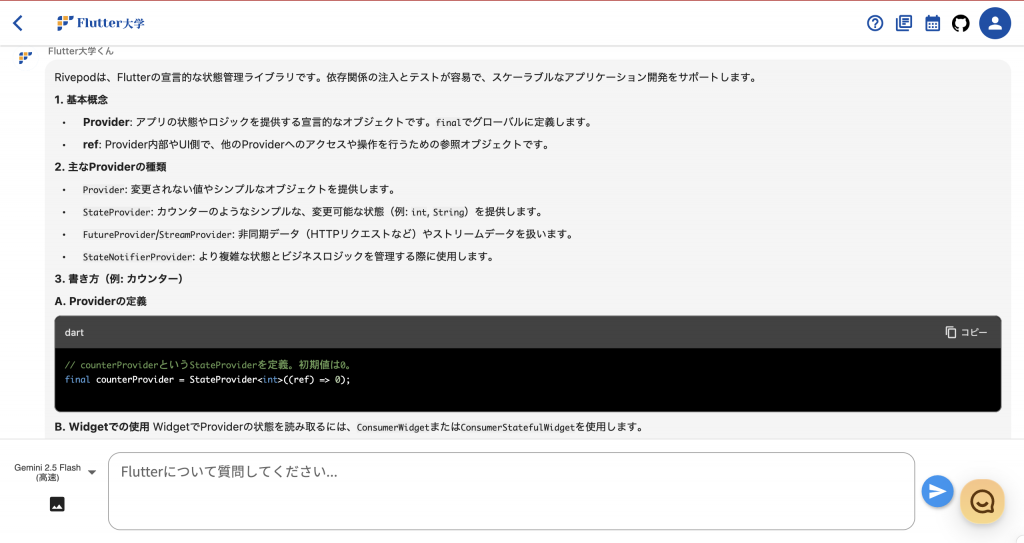 Flutter大学
Flutter大学くん
Rivepodは、Flutterの宣言的な状態管理ライブラリです。依存関係の注入とテストが容易で、スケーラブルなアプリケーション開発をサポートします。
1. 基本概念
• Provider: アプリの状態やロジックを提供する宣言的なオブジェクトです。finalでグローバルに定義します。
• ref: Provider内部やUI側で、他のProviderへのアクセスや操作を行うための参照オブジェクトです。
2. 主なProviderの種類
• Provider: 変更されない値やシンプルなオブジェクトを提供します。
• StateProvider: カウンターのようなシンプルな、変更可能な状態（例: int, String）を提供します。
• FutureProvider/StreamProvider: 非同期データ（HTTPリクエストなど）やストリームデータを扱います。
• StateNotifierProvider: より複雑な状態とビジネスロジックを管理する際に使用します。
3. 書き方（例: カウンター）
A. Providerの定義
dart コピー
// counterProviderというStateProviderを定義。初期値は0。
final counterProvider = StateProvider<int>((ref) => 0);
B. Widgetでの使用 WidgetでProviderの状態を読み取るには、ConsumerWidgetまたはConsumerStatefulWidgetを使用します。
Gemini 2.5 Flash
(高速)
Flutterについて質問してください...